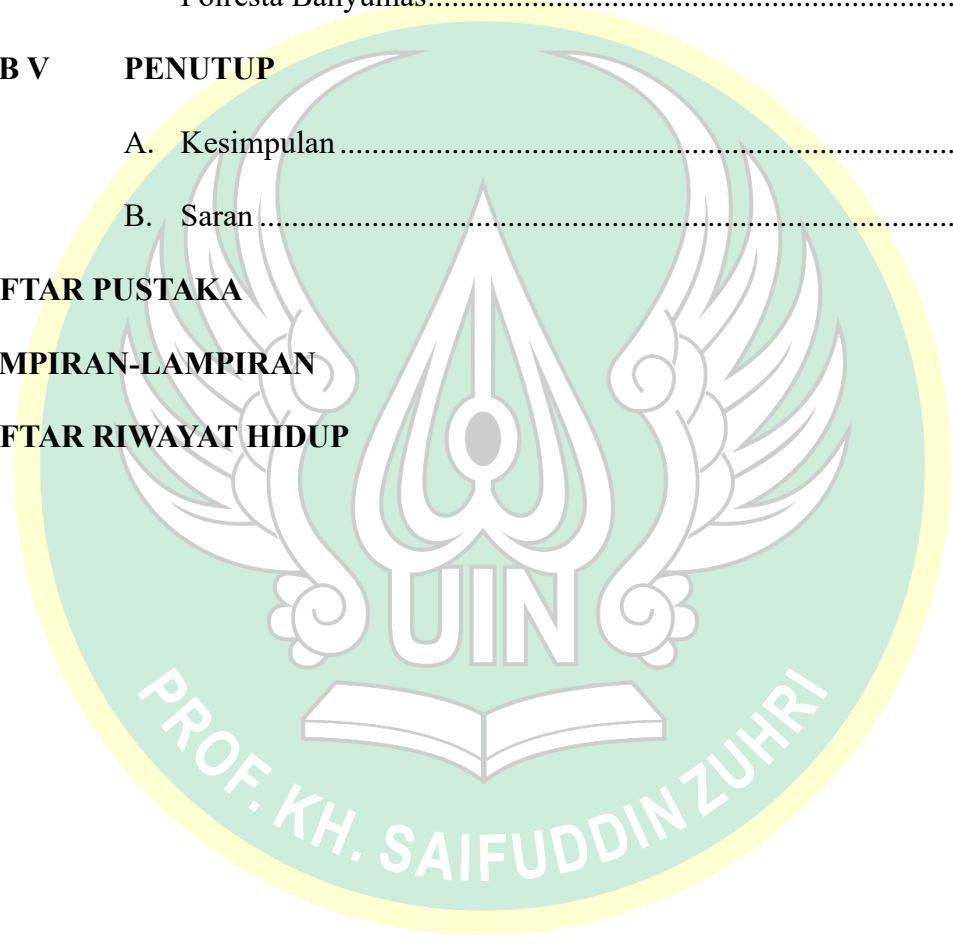 Polresta Banyumas....................................................................
B V PENUTUP
A. Kesimpulan................................................................................
B. Saran...........................................................................................
FTAR PUSTAKA
MPIRAN-LAMPIRAN
FTAR RIWAYAT HIDUP
UIN
PROF. KH. SAIFUDDIN ZUHRI